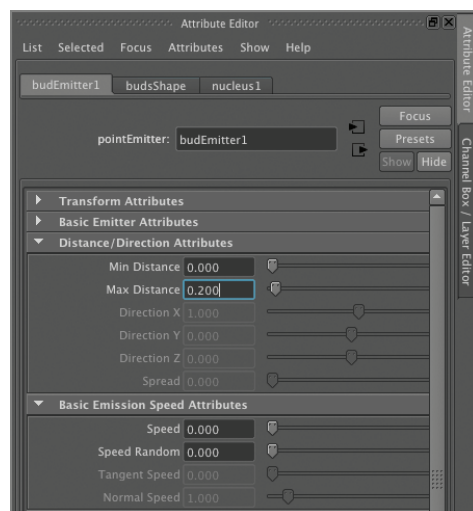 Attribute Editor
List Selected Focus Attributes Show Help
budEmitter1 budsShape nucleus1
Focus
pointEmitter: budEmitter1
Presets
Show Hide
Transform Attributes
Basic Emitter Attributes
Distance/Direction Attributes
Min Distance 0.000
Max Distance 0.200
Direction X 1.000
Direction Y 0.000
Direction Z 0.000
Spread 0.000
Basic Emission Speed Attributes
Speed 0.000
Speed Random 0.000
Tangent Speed 0.000
Normal Speed 1.000
Attribute Editor
Channel Box / Layer Editor